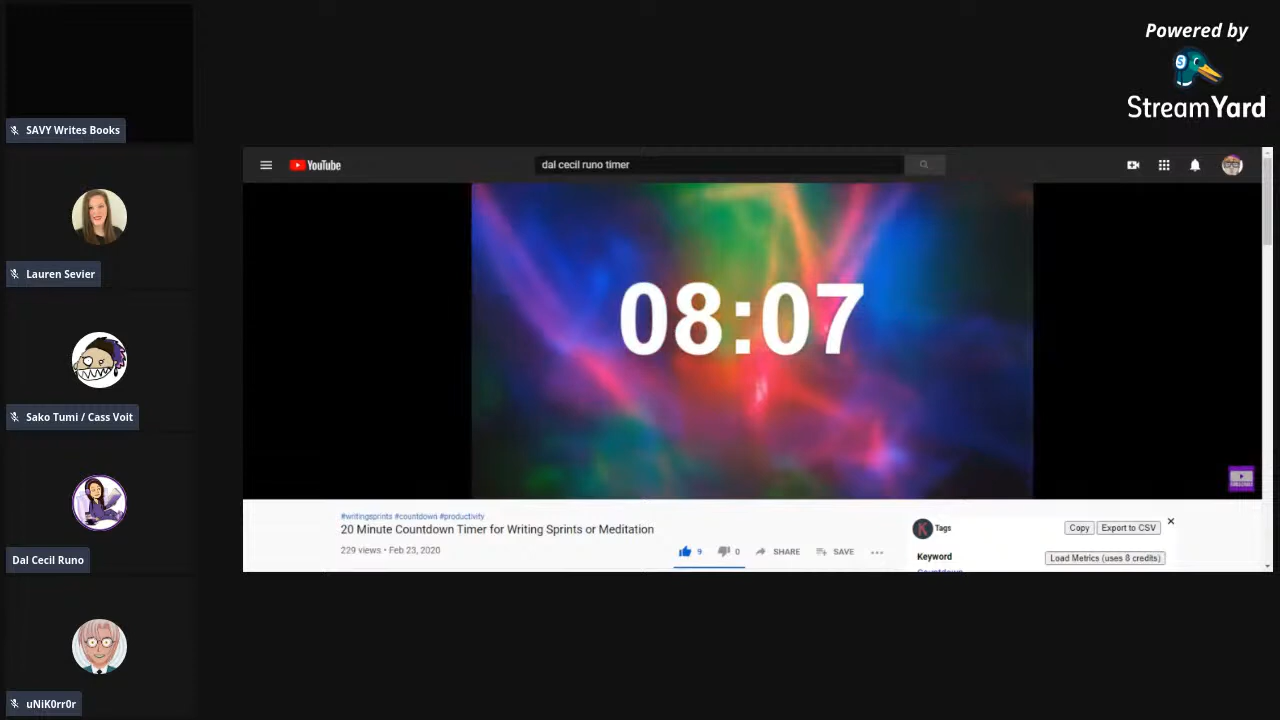 SAVY Writes Books
Lauren Sevier
Sako Tumi / Cass Voit
Dal Cecil Runo
uNiK0rr0r
Powered by
StreamYard
YouTube
dal cecil runo timer
08:07
#writingsprints #countdown #productivity
20 Minute Countdown Timer for Writing Sprints or Meditation
229 views • Feb 23, 2020
9 0 SHARE SAVE
Tags Copy Export to CSV
Keyword Load Metrics (uses 8 credits)